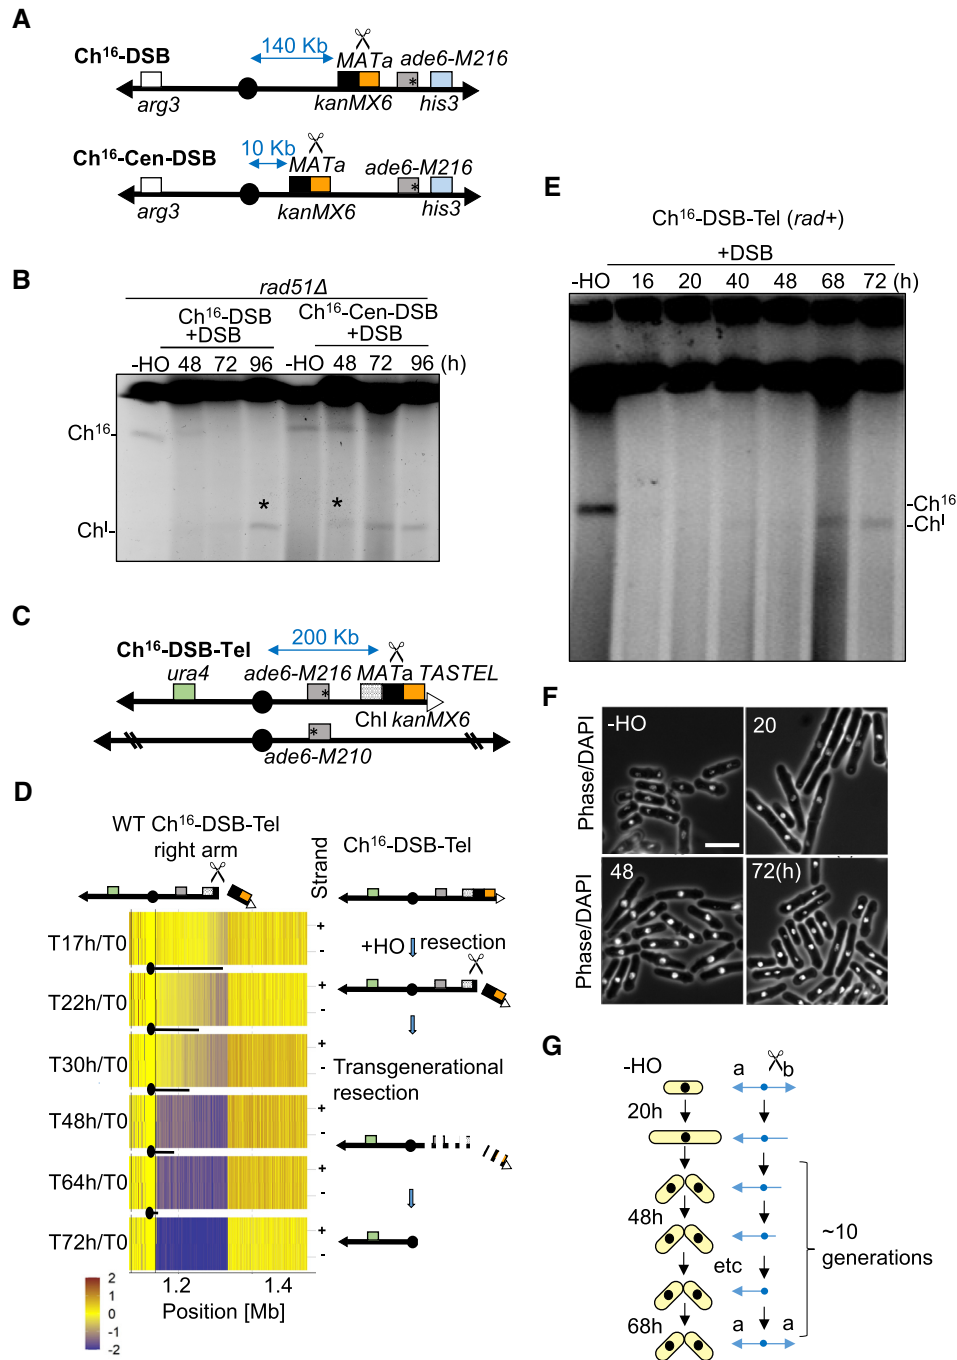 A
Ch¹⁶-DSB
140 Kb
MATa
ade6-M216
arg3
kanMX6
his3
Ch¹⁶-Cen-DSB
10 Kb
MATa
ade6-M216
arg3
kanMX6
his3
B
rad51Δ
Ch¹⁶-DSB
+DSB
Ch¹⁶-Cen-DSB
+DSB
-HO 48 72 96 -HO 48 72 96 (h)
Ch¹⁶-
Chᴵ-
* *
C
Ch¹⁶-DSB-Tel
200 Kb
ura4 ade6-M216 MATa TASTEL
* ChI kanMX6
*
ade6-M210
D
WT Ch¹⁶-DSB-Tel
right arm
Strand
Ch¹⁶-DSB-Tel
T17h/T0 + -
T22h/T0 + -
T30h/T0 + -
T48h/T0 + -
T64h/T0 + -
T72h/T0 + -
+HO resection
Transgenerational
resection
2
1
0
-1
-2
1.2 1.4
Position [Mb]
E
Ch¹⁶-DSB-Tel (rad+)
+DSB
-HO 16 20 40 48 68 72 (h)
-Ch¹⁶
-Chᴵ
F
Phase/DAPI
-HO
20
Phase/DAPI
48
72(h)
G
-HO
a b
20h
48h
etc
~10
generations
68h
a a